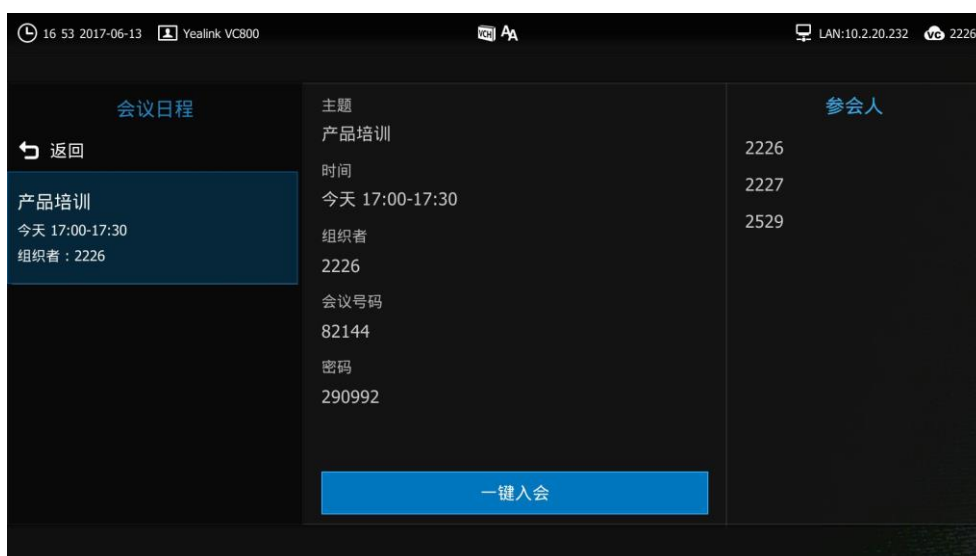 16 53 2017-06-13 Yealink VC800 VCH AA LAN:10.2.20.232 vc 2226
会议日程
返回
产品培训
今天 17:00-17:30
组织者：2226
主题
产品培训
时间
今天 17:00-17:30
组织者
2226
会议号码
82144
密码
290992
一键入会
参会人
2226
2227
2529